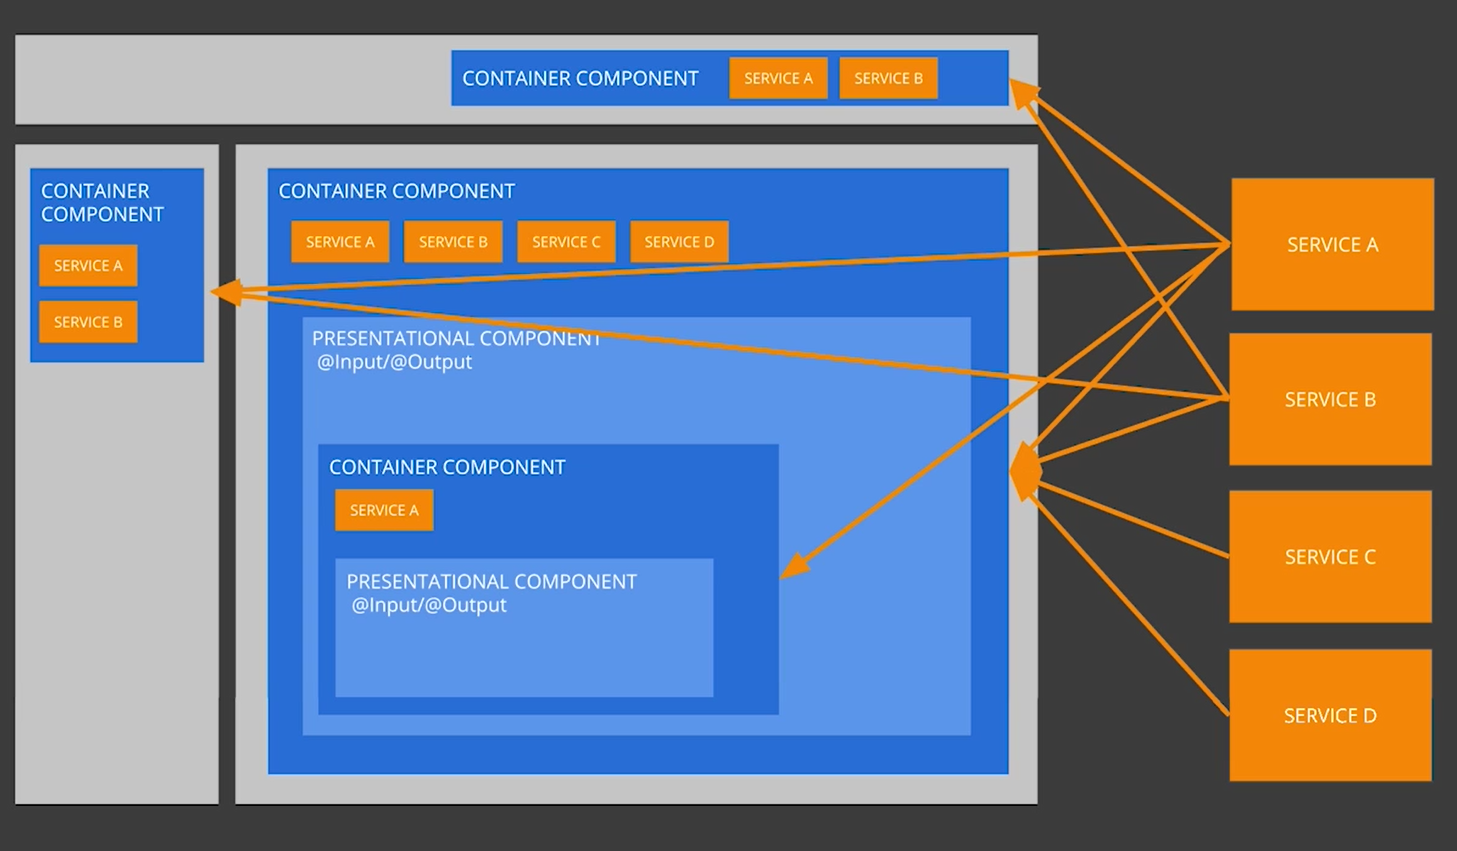 CONTAINER COMPONENT
SERVICE A
SERVICE B
CONTAINER
COMPONENT
SERVICE A
SERVICE B
CONTAINER COMPONENT
SERVICE A
SERVICE B
SERVICE C
SERVICE D
PRESENTATIONAL COMPONENT
@Input/@Output
CONTAINER COMPONENT
SERVICE A
PRESENTATIONAL COMPONENT
@Input/@Output
SERVICE A
SERVICE B
SERVICE C
SERVICE D